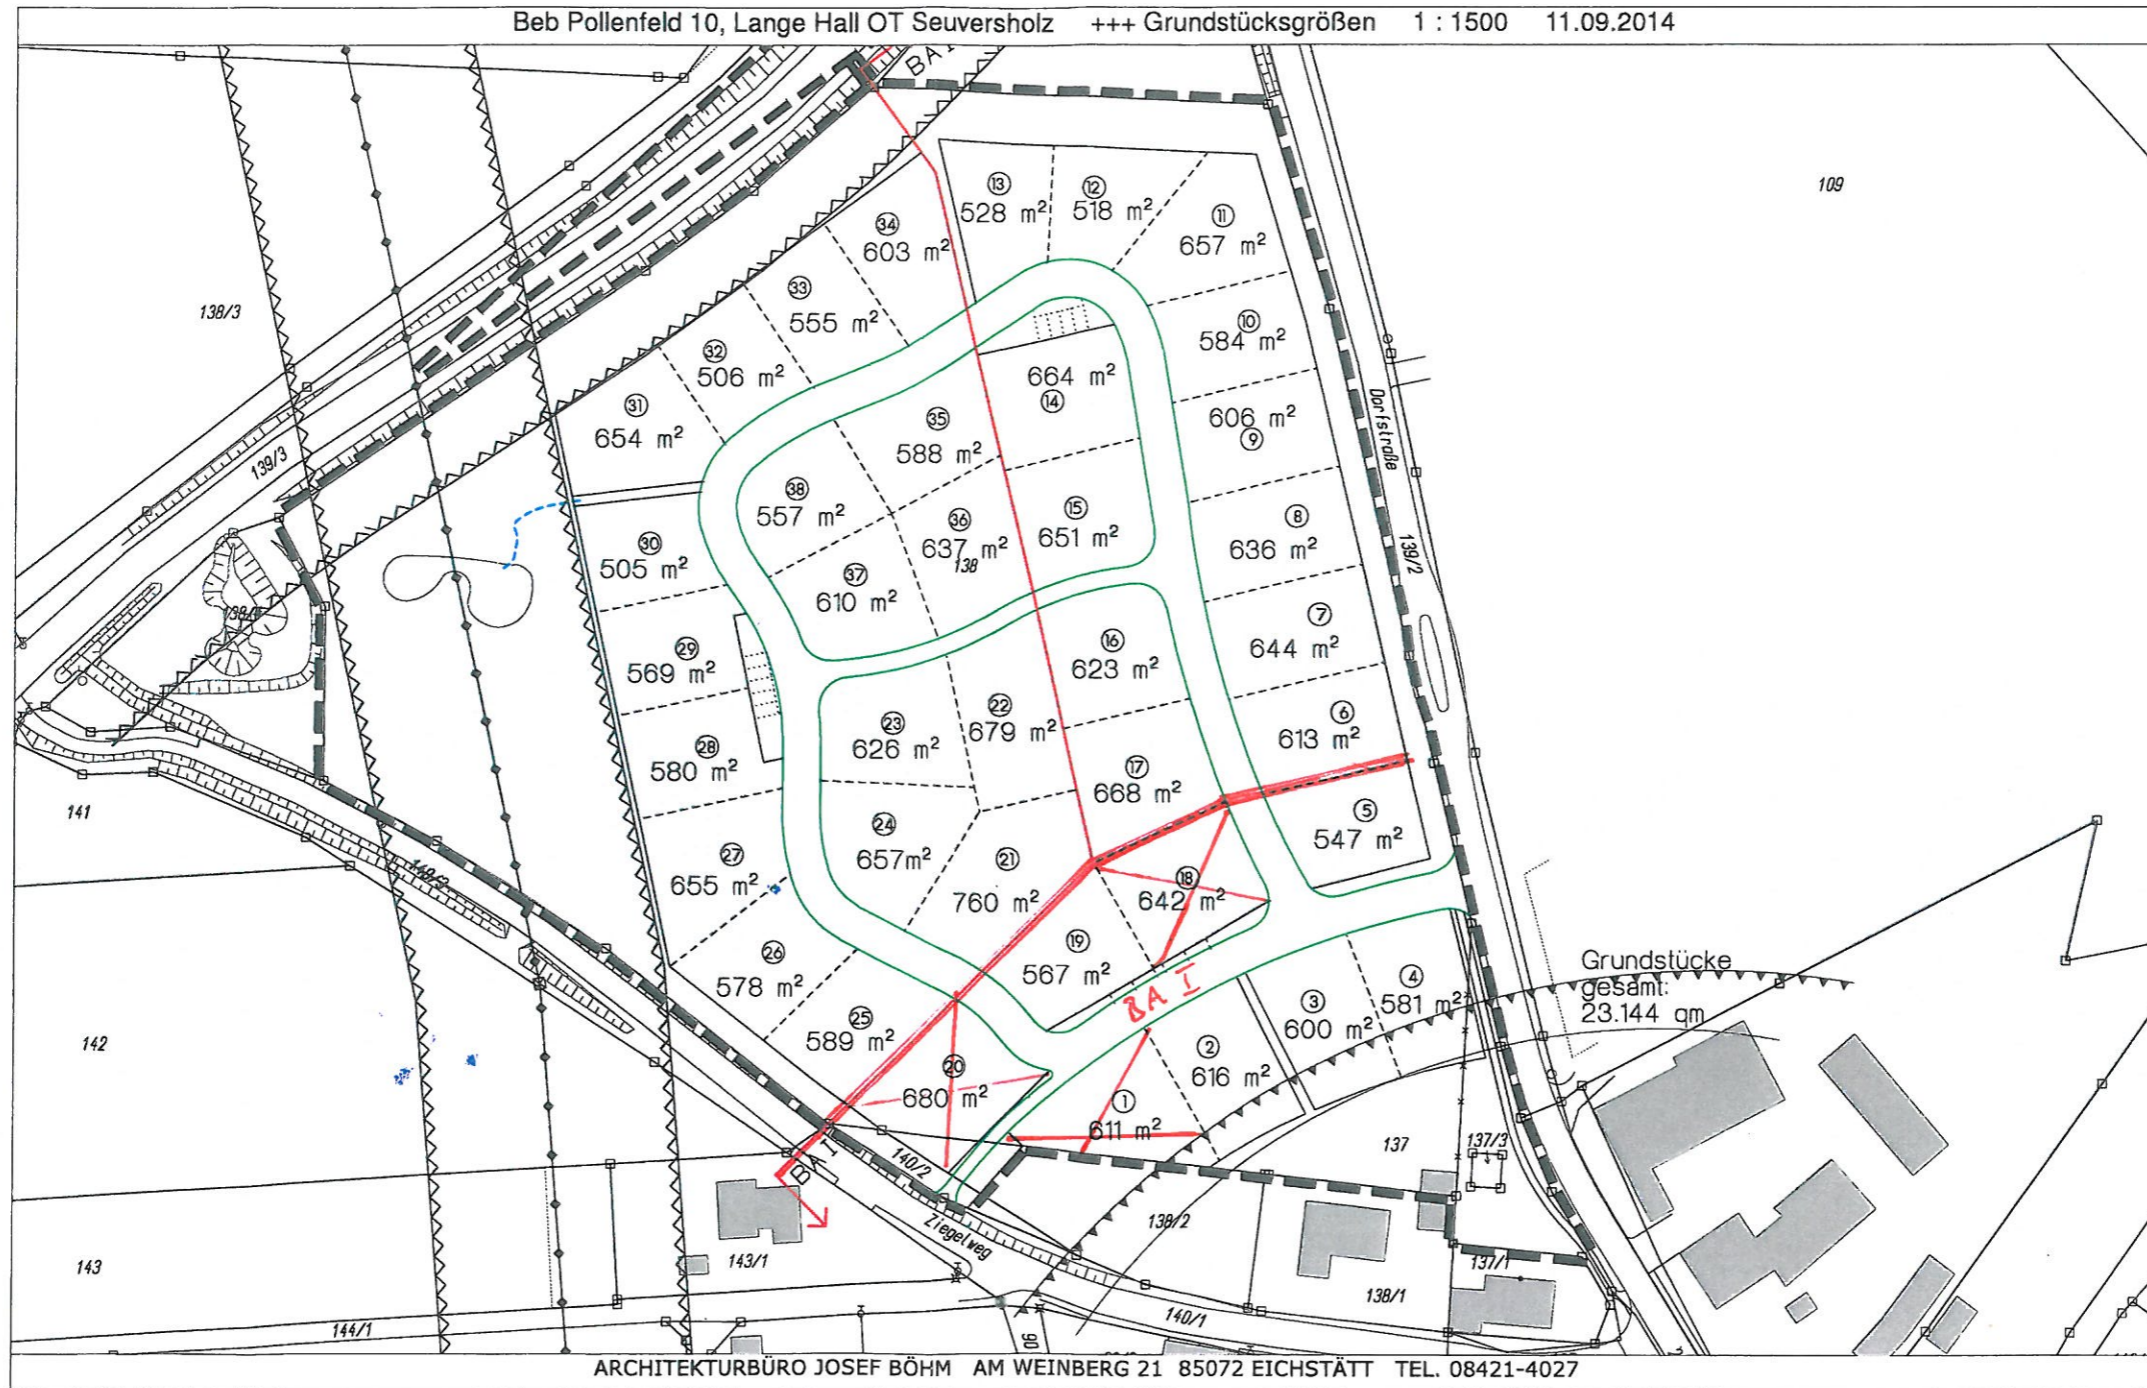 Beb Pollenfeld 10, Lange Hall OT Seuversholz +++ Grundstücksgrößen 1 : 1500 11.09.2014
BA I
109
138/3
139/3
13
528 m²
12
518 m²
11
657 m²
34
603 m²
33
555 m²
32
506 m²
31
654 m²
10
584 m²
664 m²
14
606 m²
9
35
588 m²
38
557 m²
36
637 m²
138
15
651 m²
8
636 m²
30
505 m²
37
610 m²
7
644 m²
16
623 m²
29
569 m²
23
626 m²
22
679 m²
6
613 m²
28
580 m²
17
668 m²
5
547 m²
24
657m²
27
655 m²
21
760 m²
18
642 m²
19
567 m²
26
578 m²
25
589 m²
4
581 m²
3
600 m²
2
616 m²
20
680 m²
1
611 m²
BA I
Dorfstraße
139/2
Grundstücke
gesamt:
23.144 qm
141
142
143
144/1
143/1
140/2
BA I
Ziegelweg
138/2
137
137/3
137/1
138/1
140/1
90
ARCHITEKTURBÜRO JOSEF BÖHM AM WEINBERG 21 85072 EICHSTÄTT TEL. 08421-4027